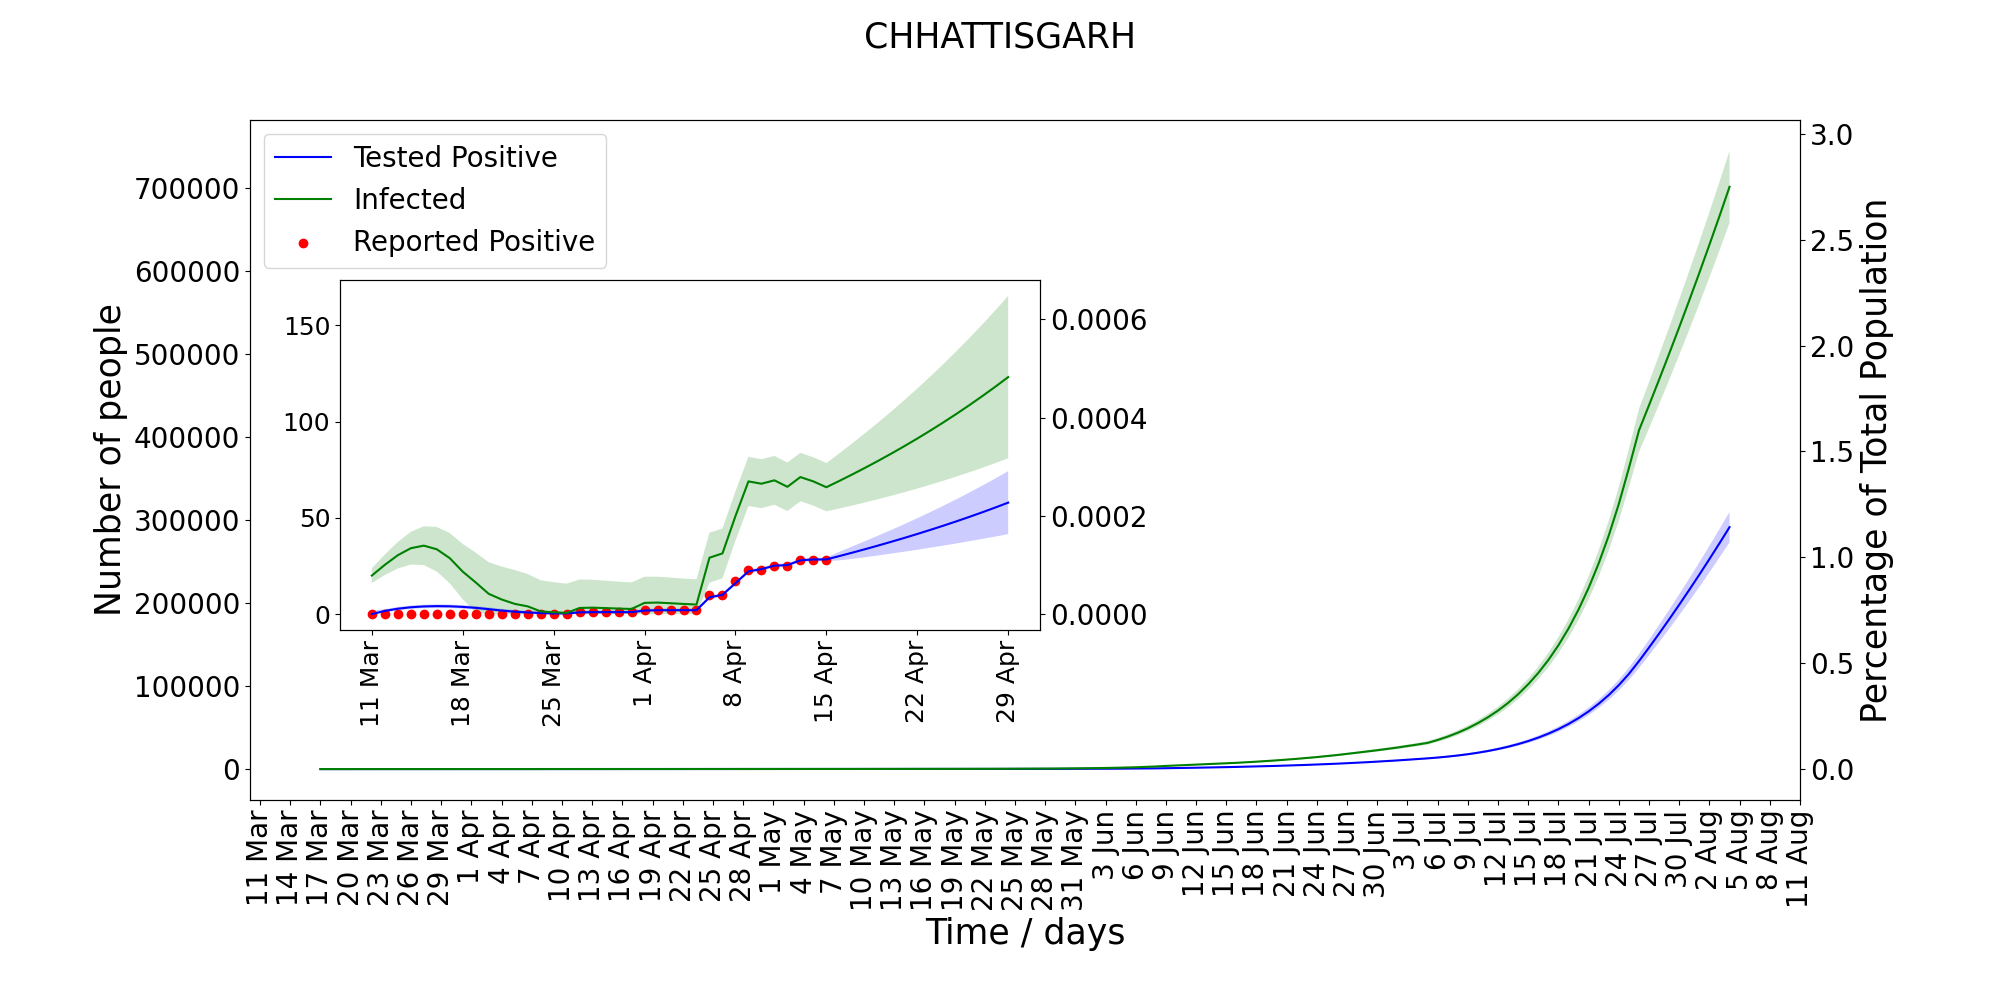 CHHATTISGARH
Tested Positive
Infected
Reported Positive
Number of people
700000
600000
500000
400000
300000
200000
100000
0
150
100
50
0
0.0006
0.0004
0.0002
0.0000
11 Mar
18 Mar
25 Mar
1 Apr
8 Apr
15 Apr
22 Apr
29 Apr
3.0
2.5
2.0
1.5
1.0
0.5
0.0
Percentage of Total Population
11 Mar
14 Mar
17 Mar
20 Mar
23 Mar
26 Mar
29 Mar
1 Apr
4 Apr
7 Apr
10 Apr
13 Apr
16 Apr
19 Apr
22 Apr
25 Apr
28 Apr
1 May
4 May
7 May
10 May
13 May
16 May
19 May
22 May
25 May
28 May
31 May
3 Jun
6 Jun
9 Jun
12 Jun
15 Jun
18 Jun
21 Jun
24 Jun
27 Jun
30 Jun
3 Jul
6 Jul
9 Jul
12 Jul
15 Jul
18 Jul
21 Jul
24 Jul
27 Jul
30 Jul
2 Aug
5 Aug
8 Aug
11 Aug
Time / days